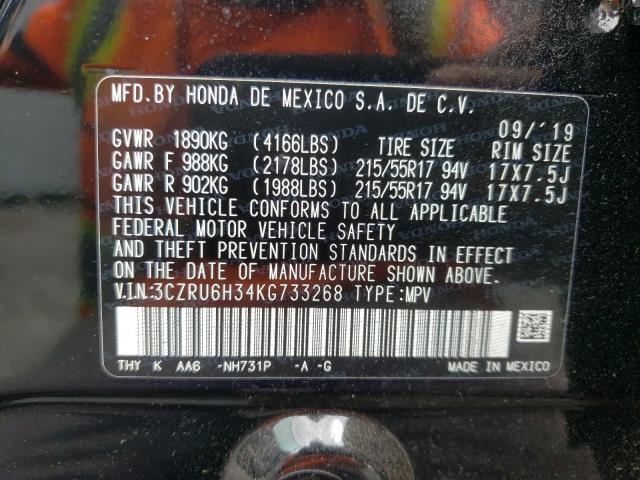 MFD.BY HONDA DE MEXICO S.A. DE C.V.
09/'19
GVWR 1890KG (4166LBS) TIRE SIZE RIM SIZE
GAWR F 988KG (2178LBS) 215/55R17 94V 17X7.5J
GAWR R 902KG (1988LBS) 215/55R17 94V 17X7.5J
THIS VEHICLE CONFORMS TO ALL APPLICABLE
FEDERAL MOTOR VEHICLE SAFETY
AND THEFT PREVENTION STANDARDS IN EFFECT
ON THE DATE OF MANUFACTURE SHOWN ABOVE.
V.I.N:3CZRU6H34KG733268 TYPE:MPV
THY K AA6 -NH731P -A -G
MADE IN MEXICO